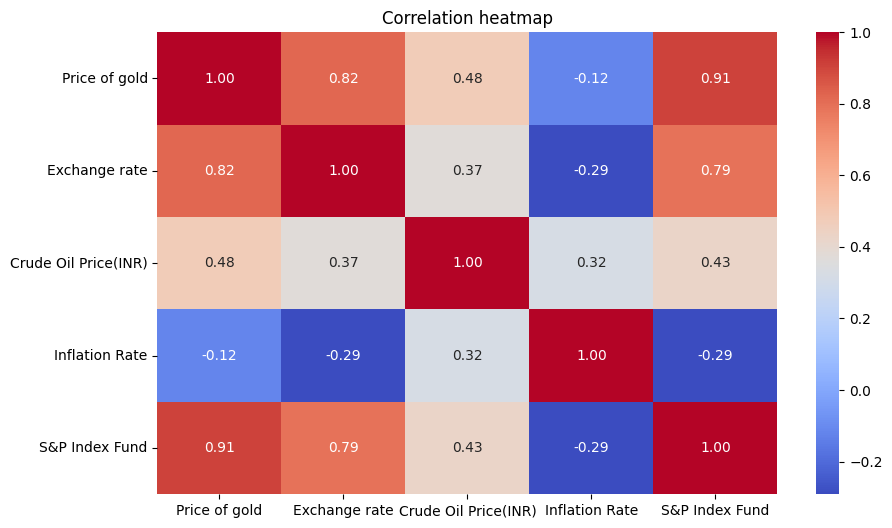 Correlation heatmap
Price of gold 1.00 0.82 0.48 -0.12 0.91
Exchange rate 0.82 1.00 0.37 -0.29 0.79
Crude Oil Price(INR) 0.48 0.37 1.00 0.32 0.43
Inflation Rate -0.12 -0.29 0.32 1.00 -0.29
S&P Index Fund 0.91 0.79 0.43 -0.29 1.00
Price of gold Exchange rate Crude Oil Price(INR) Inflation Rate S&P Index Fund
1.0
0.8
0.6
0.4
0.2
0.0
−0.2